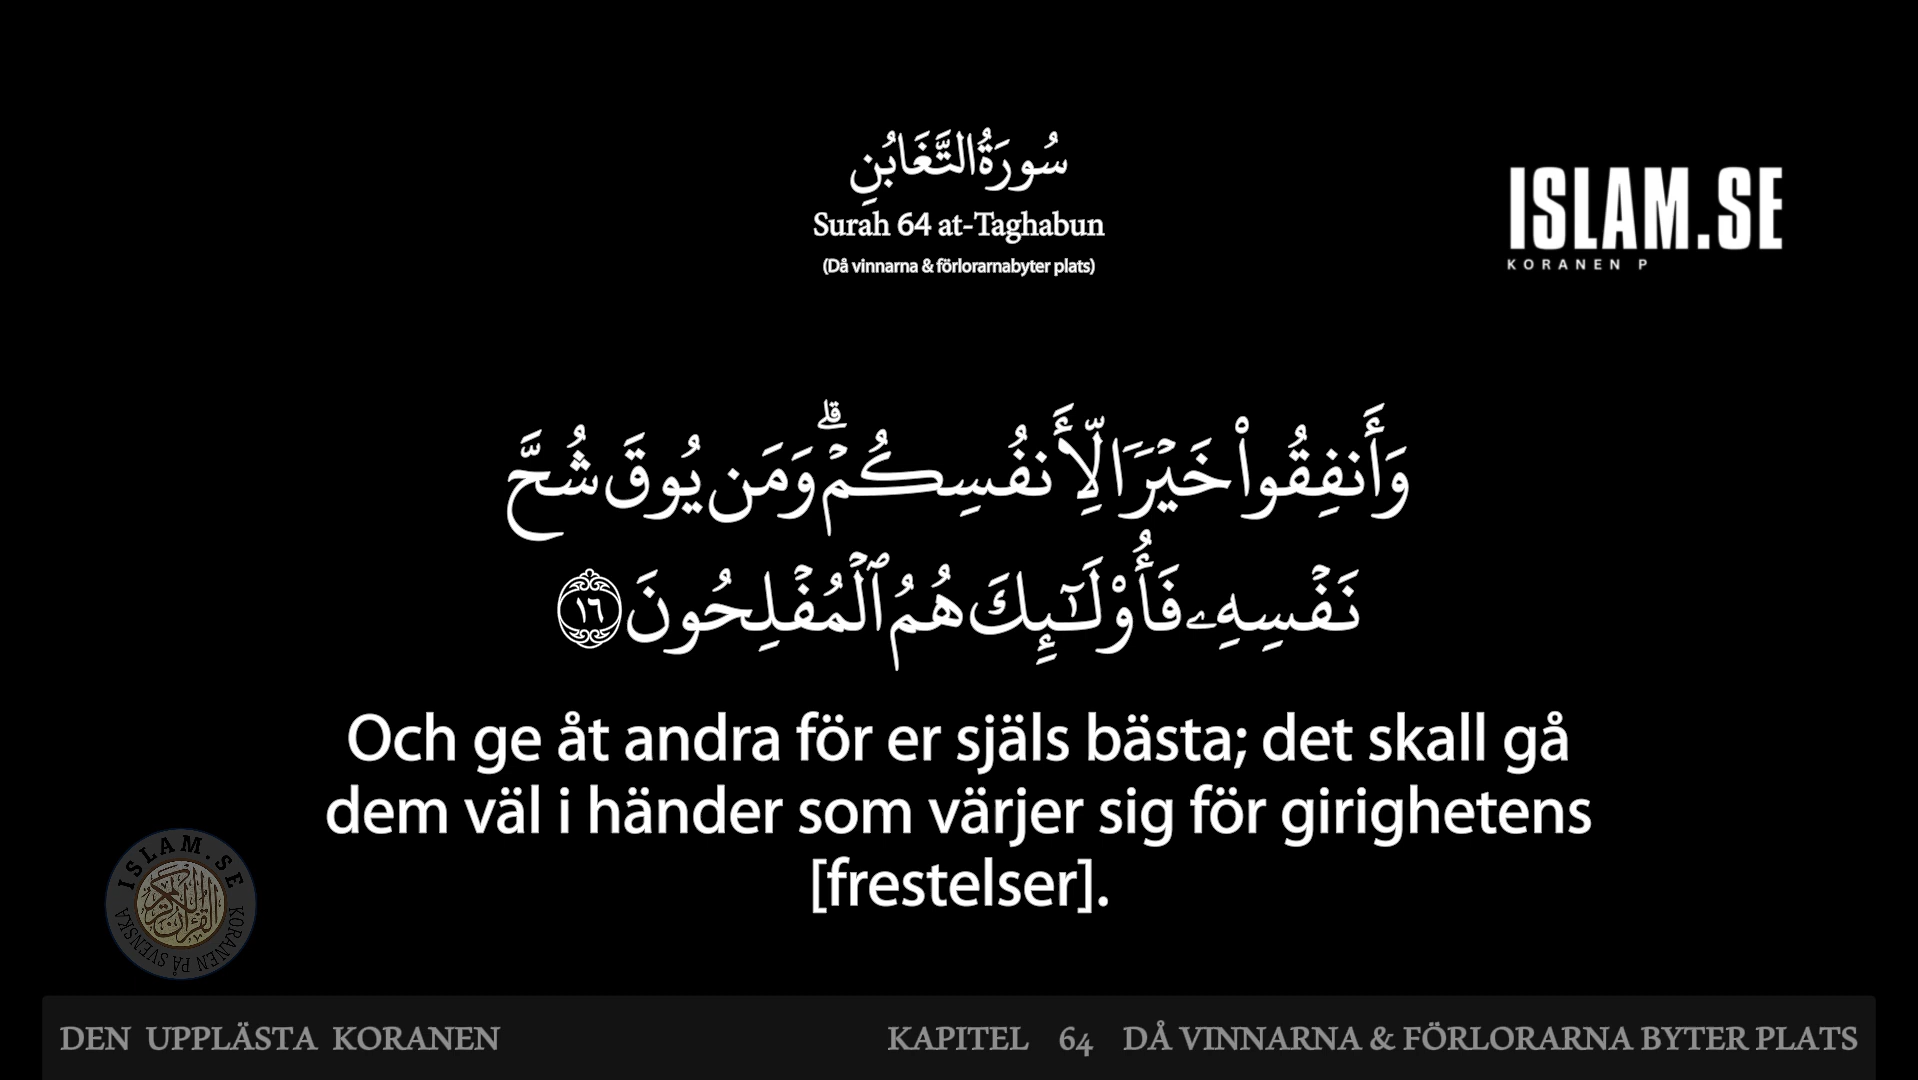 سُورَةُ التَّغَابُنِ
Surah 64 at-Taghabun
(Då vinnarna & förlorarnabyter plats)
ISLAM.SE
KORANEN P
وَأَنفِقُوا۟ خَيْرًا لِّأَنفُسِكُمْ ۗ وَمَن يُوقَ شُحَّ
نَفْسِهِۦ فَأُو۟لَـٰٓئِكَ هُمُ ٱلْمُفْلِحُونَ ١٦
Och ge åt andra för er själs bästa; det skall gå
dem väl i händer som värjer sig för girighetens
[frestelser].
ISLAM.SE
القرآن الكريم
KORANEN PÅ SVENSKA
DEN UPPLÄSTA KORANEN
KAPITEL 64 DÅ VINNARNA & FÖRLORARNA BYTER PLATS